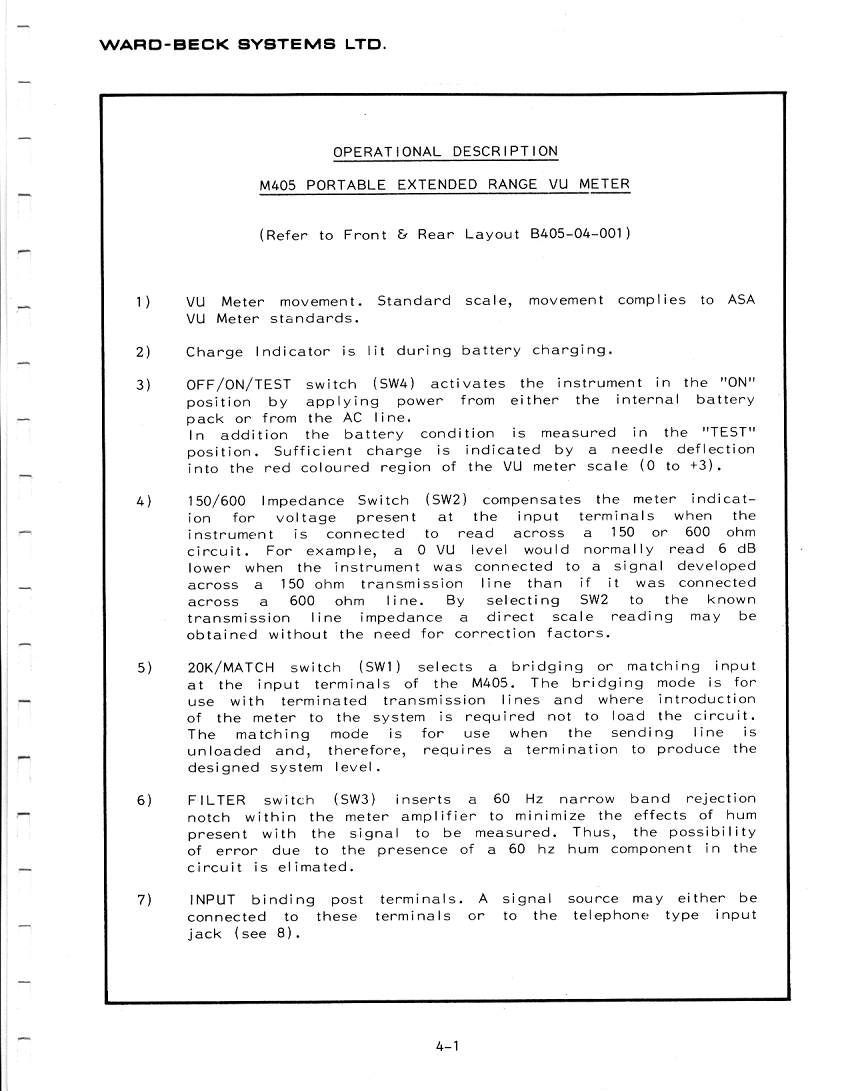 WARD-BECK SYSTEMS LTD.
OPERATIONAL DESCRIPTION
M405 PORTABLE EXTENDED RANGE VU METER
(Refer to Front & Rear Layout B405-04-001)
1) VU Meter movement. Standard scale, movement complies to ASA
VU Meter standards.
2) Charge Indicator is lit during battery charging.
3) OFF/ON/TEST switch (SW4) activates the instrument in the "ON"
position by applying power from either the internal battery
pack or from the AC line.
In addition the battery condition is measured in the "TEST"
position. Sufficient charge is indicated by a needle deflection
into the red coloured region of the VU meter scale (0 to +3).
4) 150/600 Impedance Switch (SW2) compensates the meter indicat-
ion for voltage present at the input terminals when the
instrument is connected to read across a 150 or 600 ohm
circuit. For example, a 0 VU level would normally read 6 dB
lower when the instrument was connected to a signal developed
across a 150 ohm transmission line than if it was connected
across a 600 ohm line. By selecting SW2 to the known
transmission line impedance a direct scale reading may be
obtained without the need for correction factors.
5) 20K/MATCH switch (SW1) selects a bridging or matching input
at the input terminals of the M405. The bridging mode is for
use with terminated transmission lines and where introduction
of the meter to the system is required not to load the circuit.
The matching mode is for use when the sending line is
unloaded and, therefore, requires a termination to produce the
designed system level.
6) FILTER switch (SW3) inserts a 60 Hz narrow band rejection
notch within the meter amplifier to minimize the effects of hum
present with the signal to be measured. Thus, the possibility
of error due to the presence of a 60 hz hum component in the
circuit is elimated.
7) INPUT binding post terminals. A signal source may either be
connected to these terminals or to the telephone type input
jack (see 8).
4-1